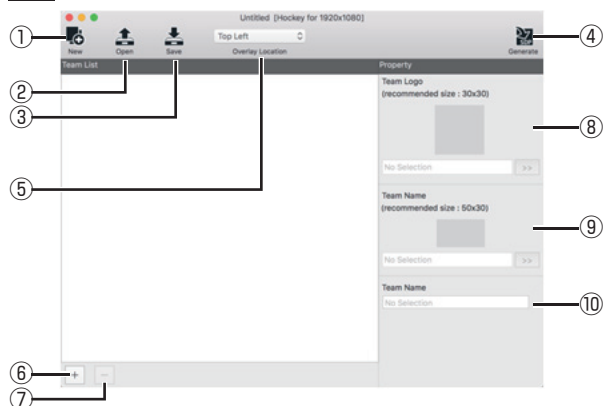 Untitled [Hockey for 1920x1080]
① New
Open
Save
Top Left
Overlay Location
Generate ④
②
③
Team List
Property
Team Logo
(recommended size : 30x30)
⑧
⑤
No Selection >>
Team Name
(recommended size : 50x30)
⑨
No Selection >>
Team Name
No Selection
⑩
⑥ + −
⑦